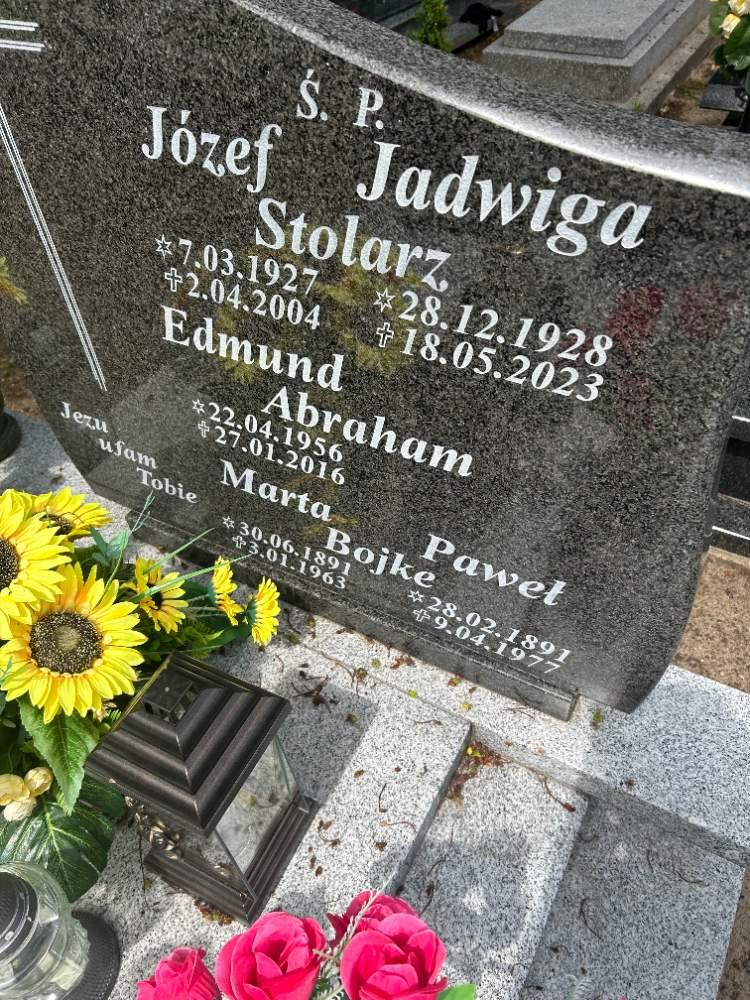 Ś. P.
Józef Jadwiga
Stolarz
7.03.1927 28.12.1928
2.04.2004 18.05.2023
Edmund
Abraham
22.04.1956
27.01.2016
Jezu
ufam
Tobie
Marta Paweł
Bojke
30.06.1891 28.02.1891
3.01.1963 9.04.1977